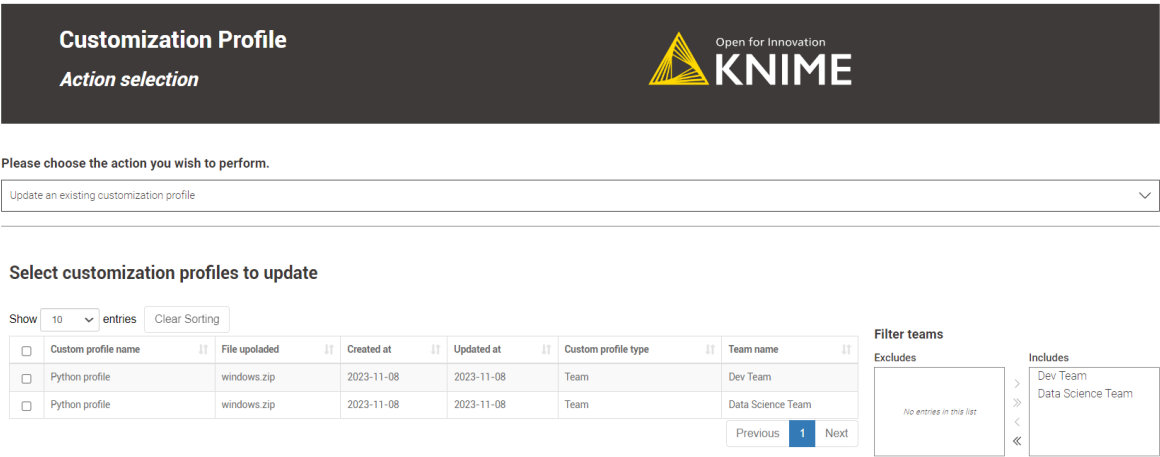 Customization Profile
Action selection
Open for Innovation
KNIME
Please choose the action you wish to perform.
Update an existing customization profile
Select customization profiles to update
Show 10 entries Clear Sorting
Custom profile name File upoladed Created at Updated at Custom profile type Team name
Python profile windows.zip 2023-11-08 2023-11-08 Team Dev Team
Python profile windows.zip 2023-11-08 2023-11-08 Team Data Science Team
Previous 1 Next
Filter teams
Excludes
No entries in this list
Includes
Dev Team
Data Science Team